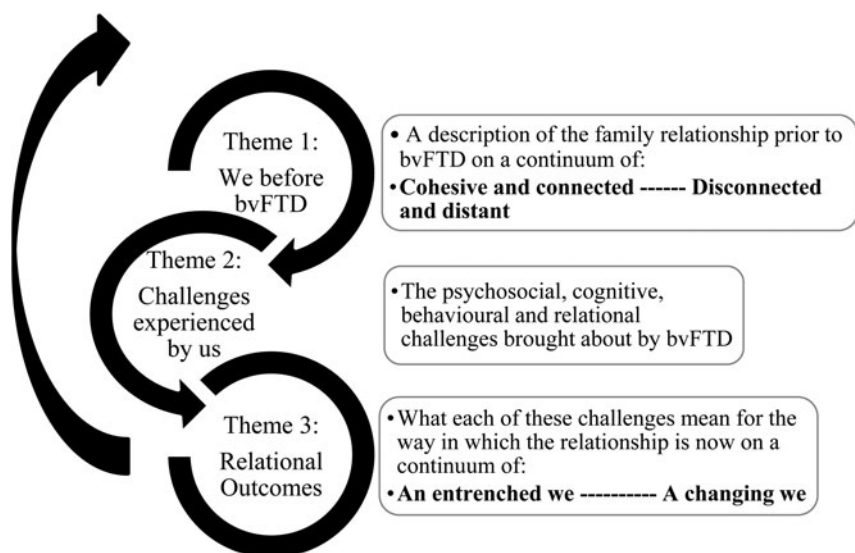 Theme 1:
We before
bvFTD
• A description of the family relationship prior to
bvFTD on a continuum of:
• Cohesive and connected ------ Disconnected
and distant
Theme 2:
Challenges
experienced
by us
• The psychosocial, cognitive,
behavioural and relational
challenges brought about by bvFTD
Theme 3:
Relational
Outcomes
• What each of these challenges mean for the
way in which the relationship is now on a
continuum of:
• An entrenched we ---------- A changing we